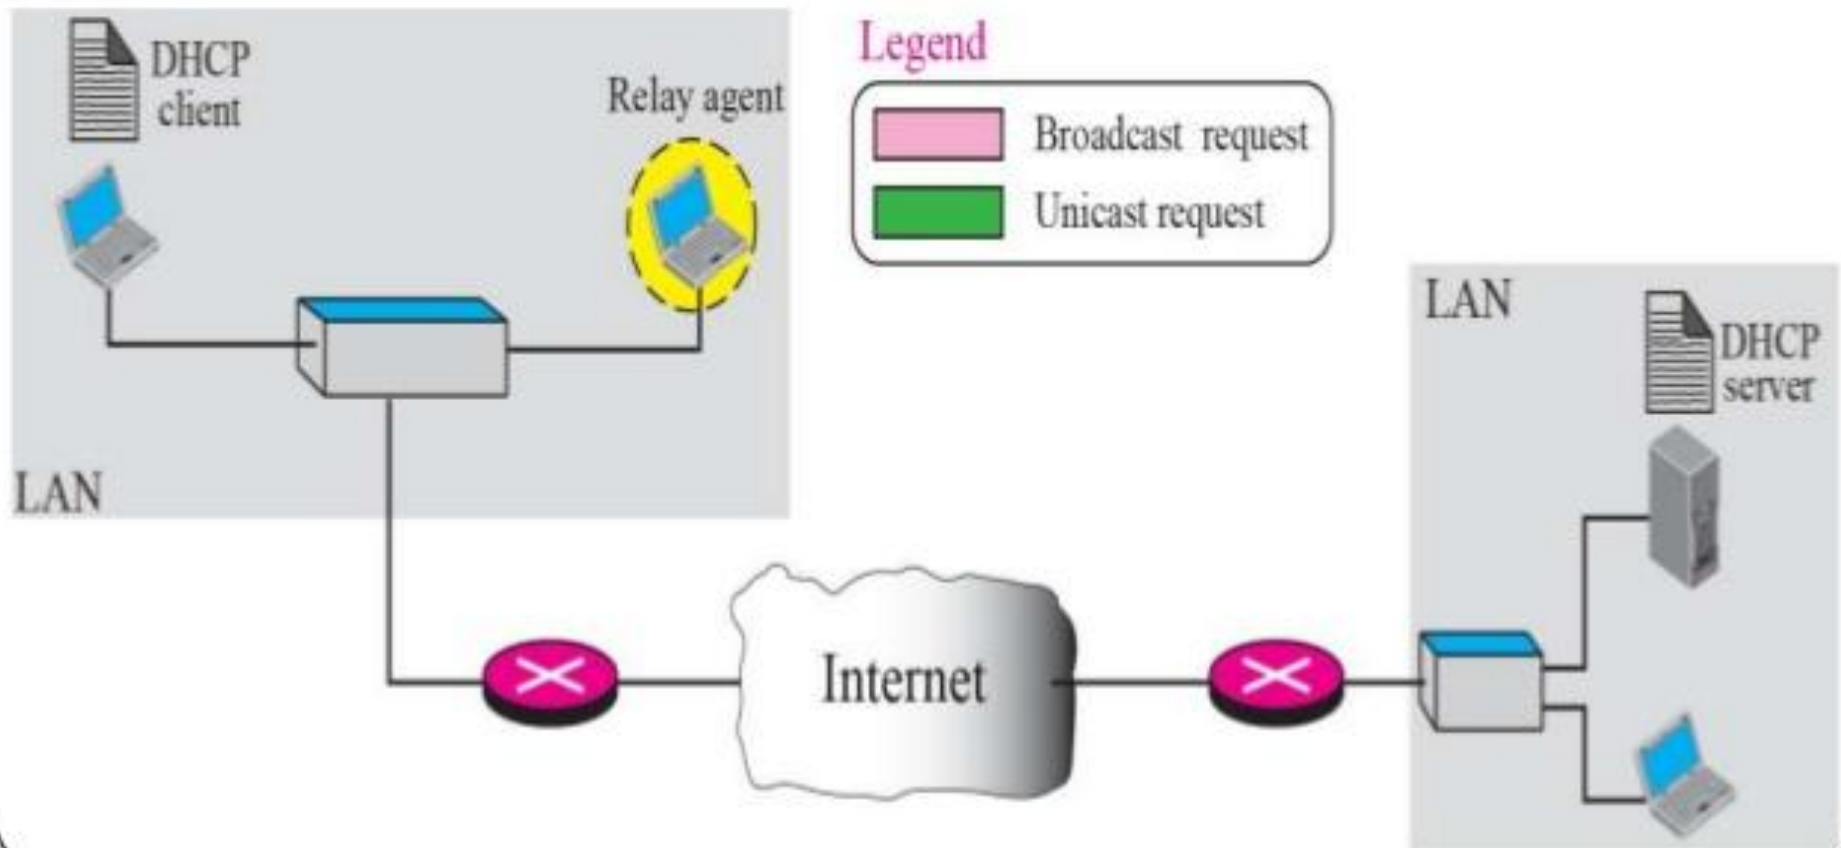 DHCP
client
Relay agent
LAN
Legend
Broadcast request
Unicast request
Internet
LAN
DHCP
server